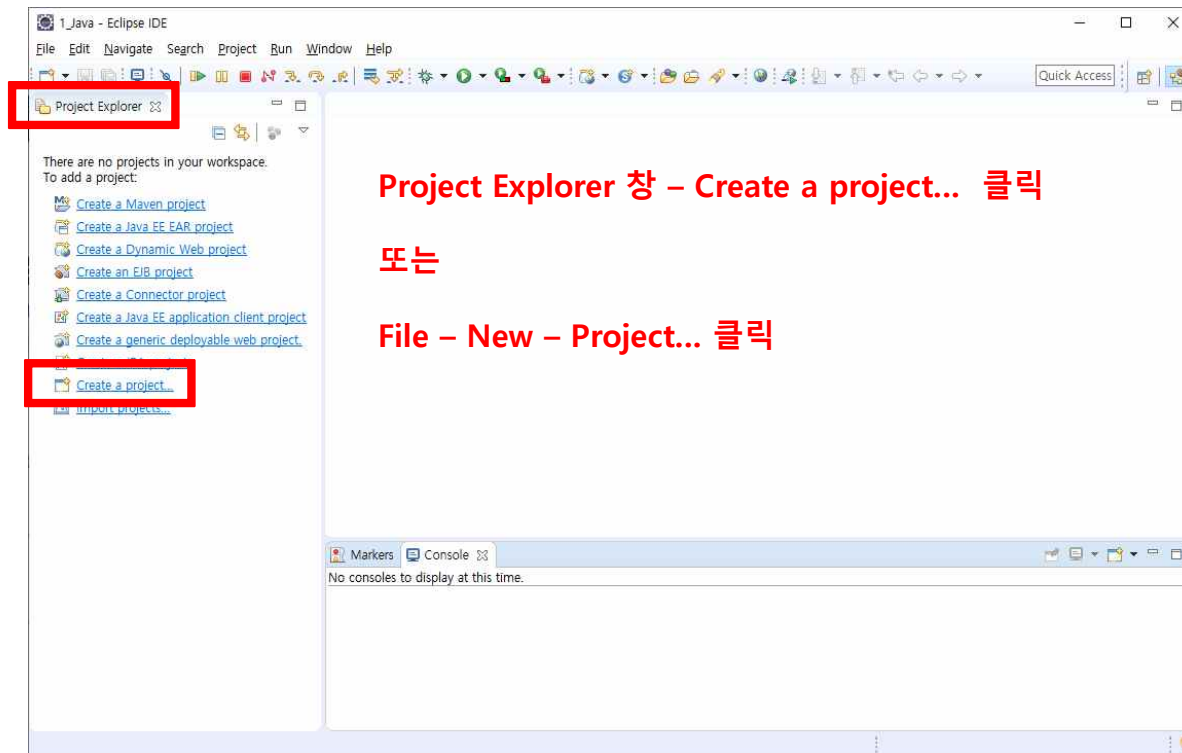 1_Java - Eclipse IDE
File Edit Navigate Search Project Run Window Help
Quick Access
Project Explorer
There are no projects in your workspace.
To add a project:
Create a Maven project
Create a Java EE EAR project
Create a Dynamic Web project
Create an EJB project
Create a Connector project
Create a Java EE application client project
Create a generic deployable web project.
Create a project...
Import projects...
Project Explorer 창 – Create a project... 클릭
또는
File – New – Project... 클릭
Markers Console
No consoles to display at this time.